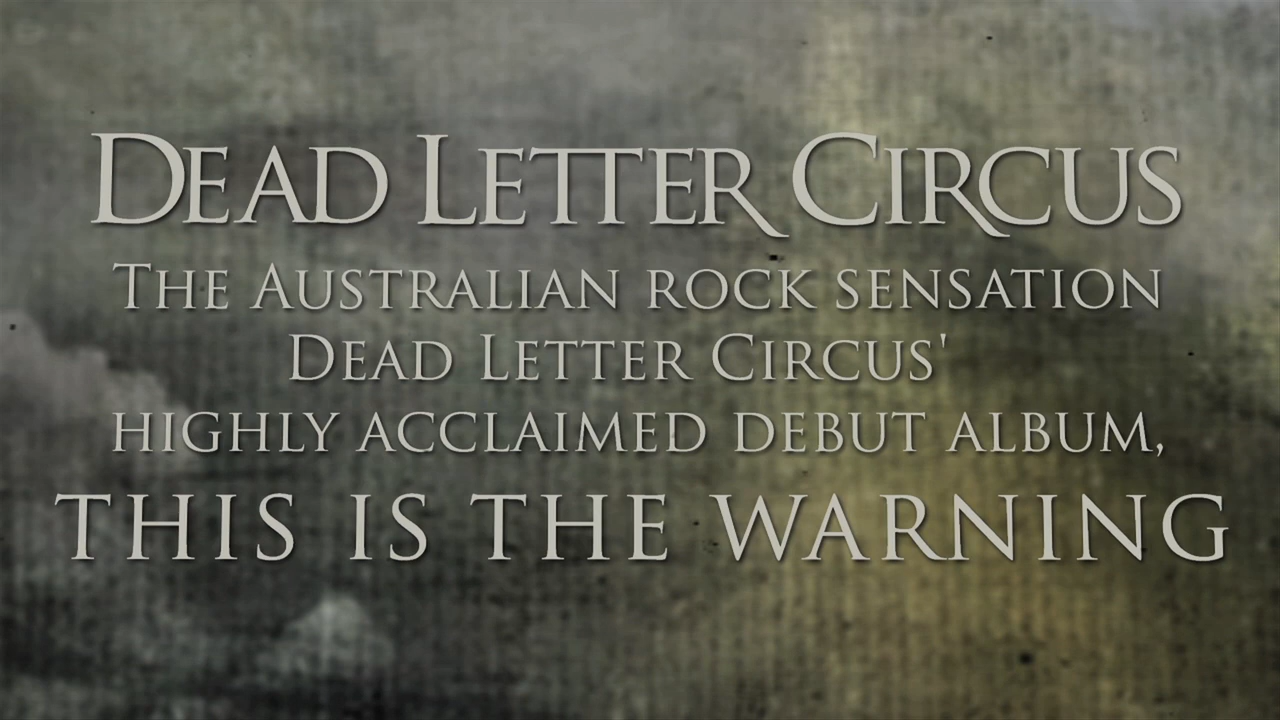 DEAD LETTER CIRCUS
THE AUSTRALIAN ROCK SENSATION
DEAD LETTER CIRCUS'
HIGHLY ACCLAIMED DEBUT ALBUM,
THIS IS THE WARNING